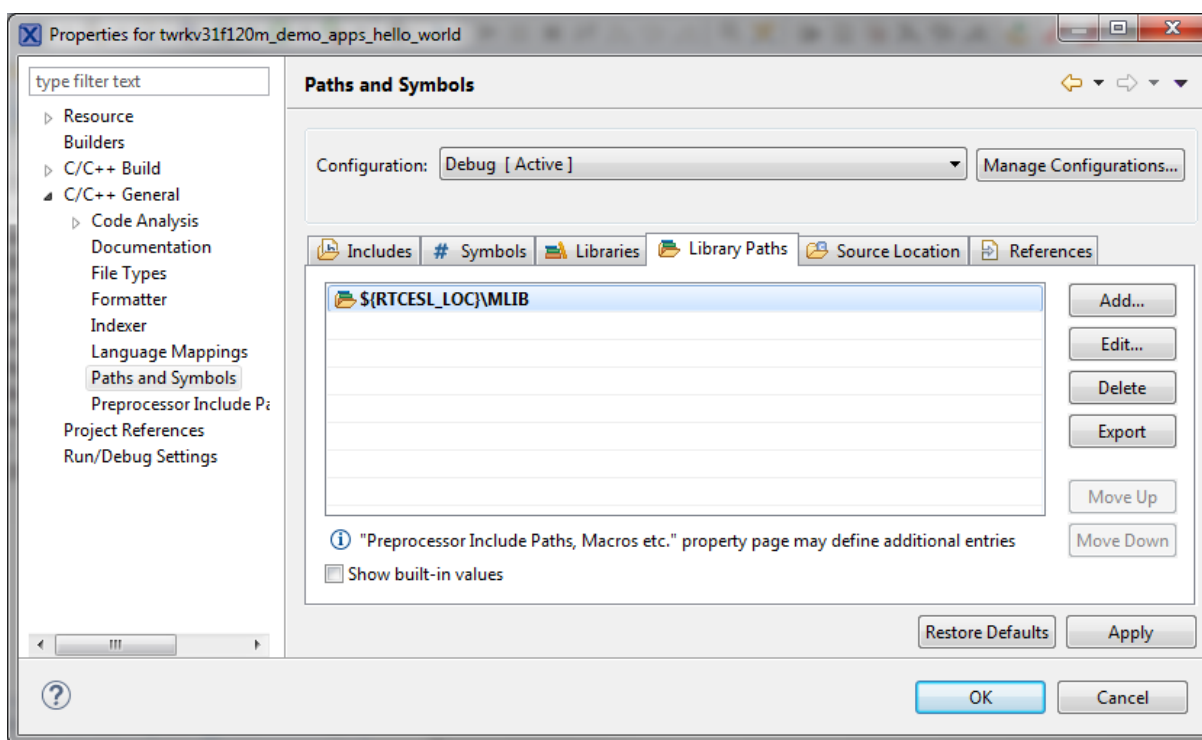 Properties for twrkv31f120m_demo_apps_hello_world
type filter text
Resource
Builders
C/C++ Build
C/C++ General
Code Analysis
Documentation
File Types
Formatter
Indexer
Language Mappings
Paths and Symbols
Preprocessor Include Pa
Project References
Run/Debug Settings
Paths and Symbols
Configuration: Debug [ Active ] Manage Configurations...
Includes # Symbols Libraries Library Paths Source Location References
${RTCESL_LOC}\MLIB
Add...
Edit...
Delete
Export
Move Up
Move Down
"Preprocessor Include Paths, Macros etc." property page may define additional entries
Show built-in values
Restore Defaults Apply
OK Cancel